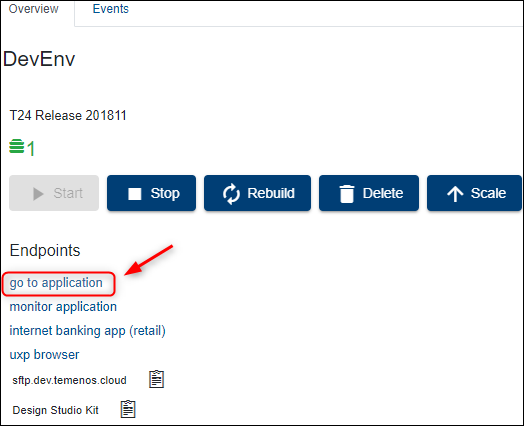 Overview Events
DevEnv
T24 Release 201811
1
Start Stop Rebuild Delete Scale
Endpoints
go to application
monitor application
internet banking app (retail)
uxp browser
sftp.dev.temenos.cloud
Design Studio Kit